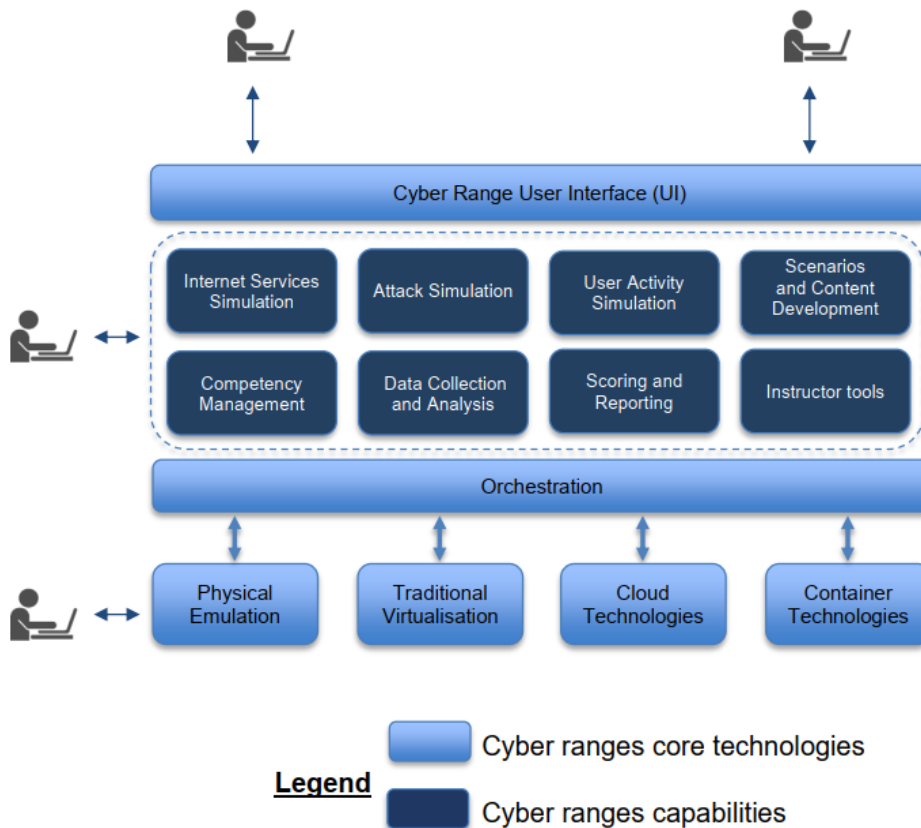 Cyber Range User Interface (UI)
Internet Services
Simulation
Attack Simulation
User Activity
Simulation
Scenarios
and Content
Development
Competency
Management
Data Collection
and Analysis
Scoring and
Reporting
Instructor tools
Orchestration
Physical
Emulation
Traditional
Virtualisation
Cloud
Technologies
Container
Technologies
Legend
Cyber ranges core technologies
Cyber ranges capabilities